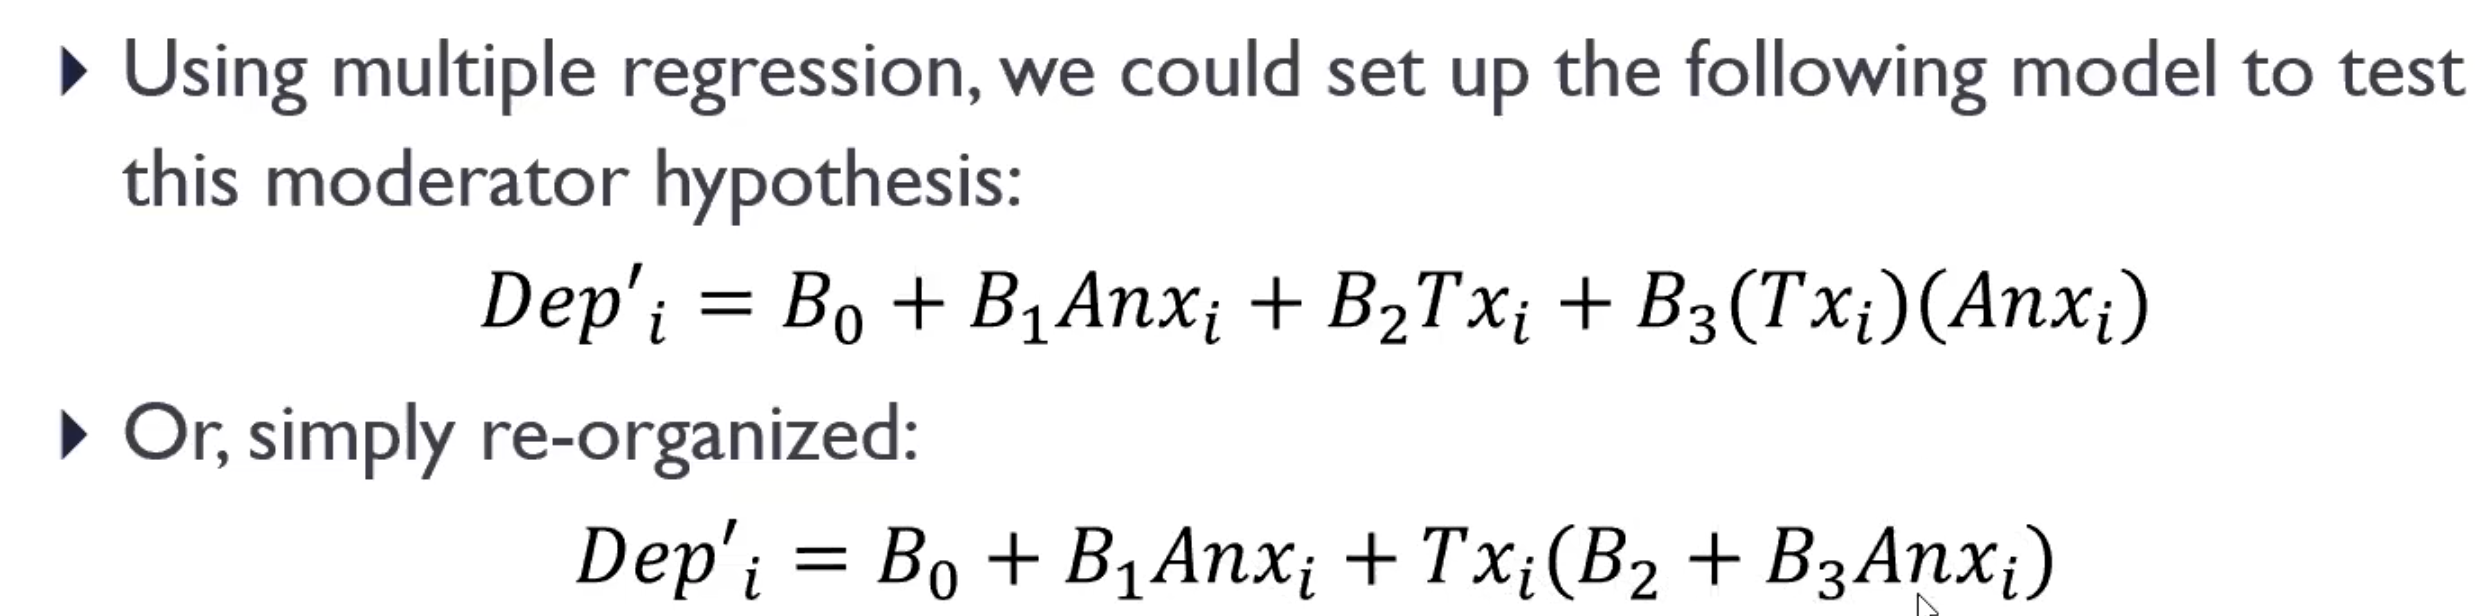 Using multiple regression, we could set up the following model to test
this moderator hypothesis:
Dep'ᵢ = B₀ + B₁Anxᵢ + B₂Txᵢ + B₃(Txᵢ)(Anxᵢ)
Or, simply re-organized:
Dep'ᵢ = B₀ + B₁Anxᵢ + Txᵢ(B₂ + B₃Anxᵢ)